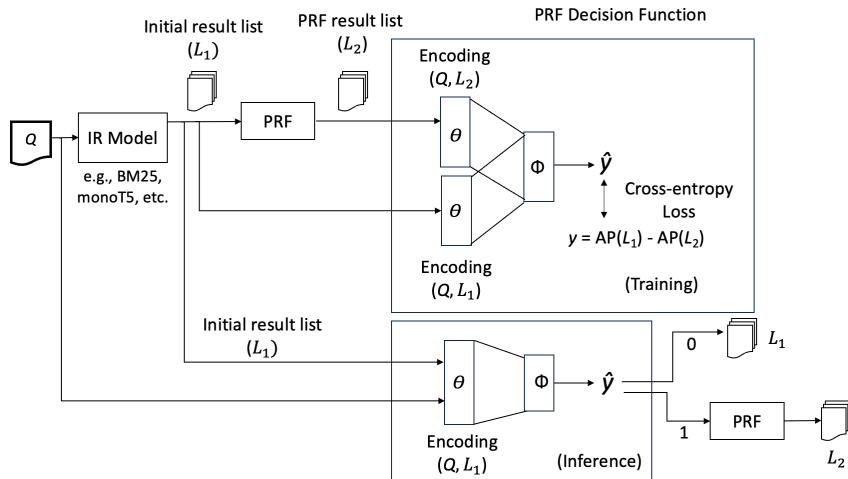 PRF Decision Function
Initial result list
(L₁)
PRF result list
(L₂)
Encoding
(Q, L₂)
Q
IR Model
e.g., BM25,
monoT5, etc.
PRF
θ
θ
Φ
ŷ
Cross-entropy
Loss
y = AP(L₁) - AP(L₂)
Encoding
(Q, L₁)
(Training)
Initial result list
(L₁)
θ
Φ
ŷ
0
L₁
1
PRF
L₂
Encoding
(Q, L₁)
(Inference)